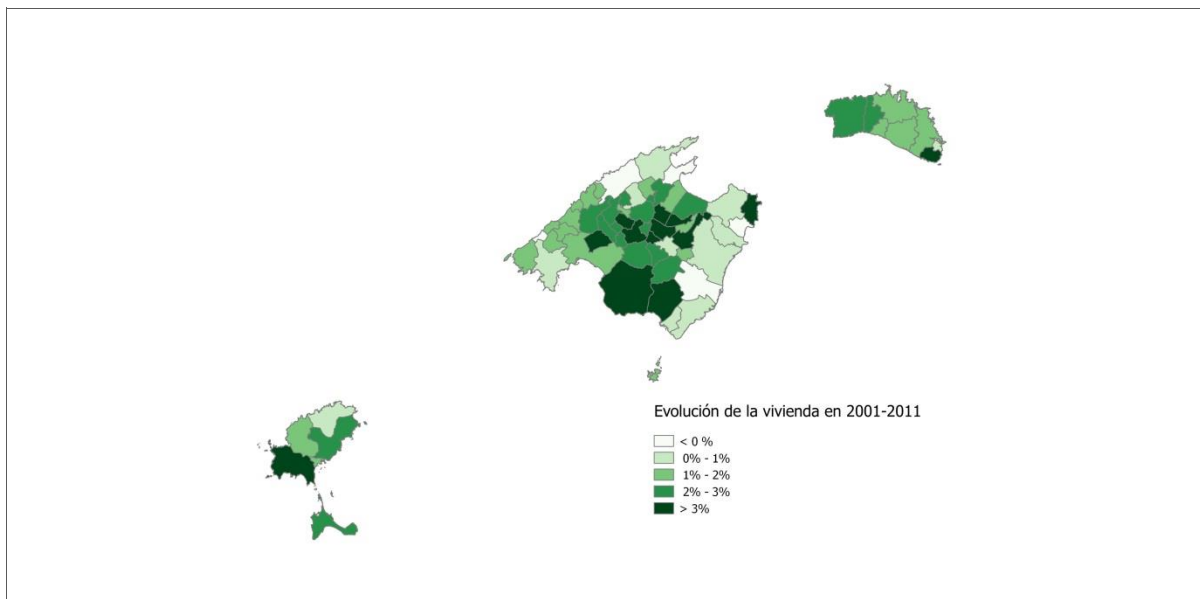 Evolución de la vivienda en 2001-2011
< 0 %
0% - 1%
1% - 2%
2% - 3%
> 3%